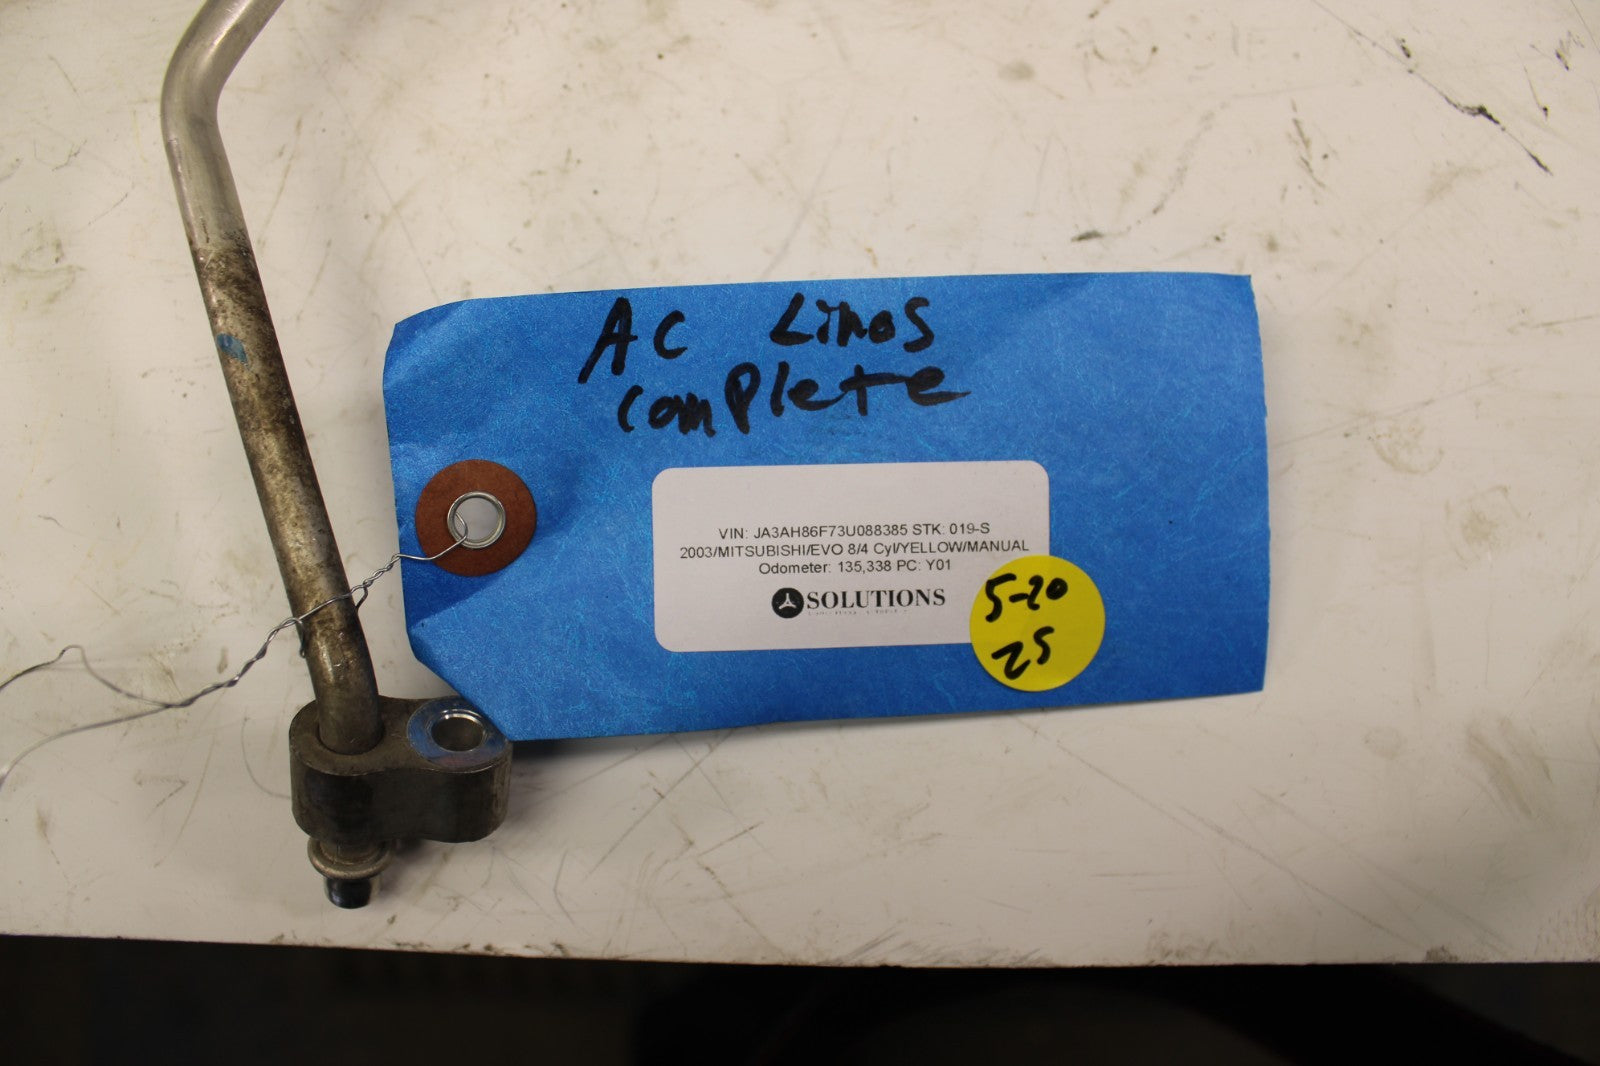 AC Lines
complete
VIN: JA3AH86F73U088385 STK: 019-S
2003/MITSUBISHI/EVO 8/4 Cyl/YELLOW/MANUAL
Odometer: 135,338 PC: Y01
SOLUTIONS
5-20
25